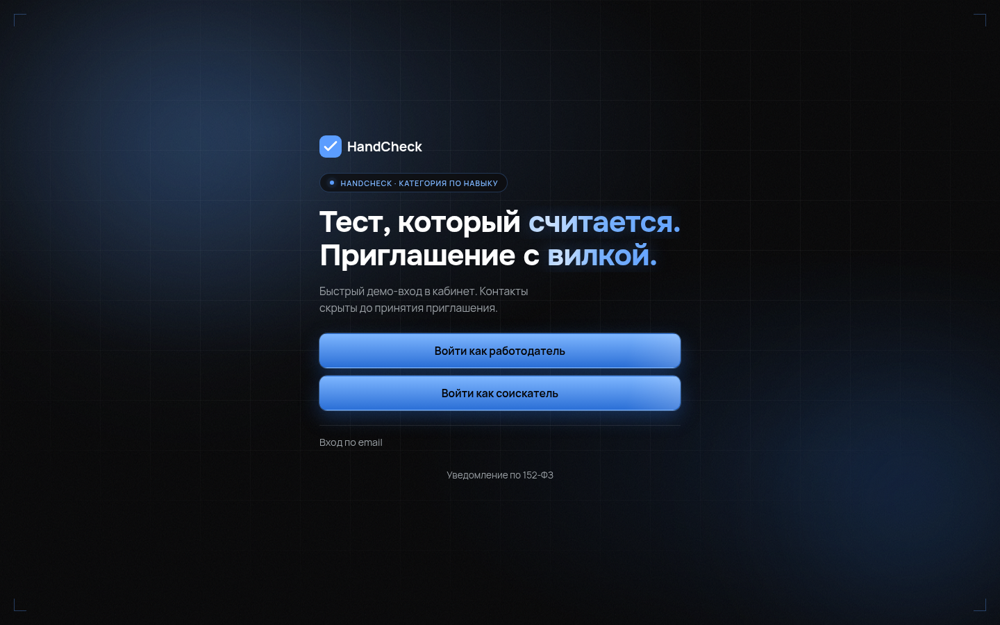 HandCheck
HANDCHECK · КАТЕГОРИЯ ПО НАВЫКУ
Тест, который считается.
Приглашение с вилкой.
Быстрый демо-вход в кабинет. Контакты
скрыты до принятия приглашения.
Войти как работодатель
Войти как соискатель
Вход по email
Уведомление по 152-ФЗ